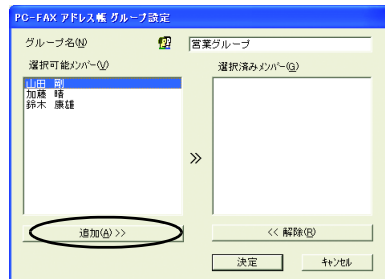 PC-FAX アドレス帳 グループ設定
グループ名(N) 営業グループ
選択可能メンバー(V) 選択済みメンバー(G)
山田 剛
加藤 晴
鈴木 康雄
>>
追加(A) >> << 解除(R)
決定 キャンセル